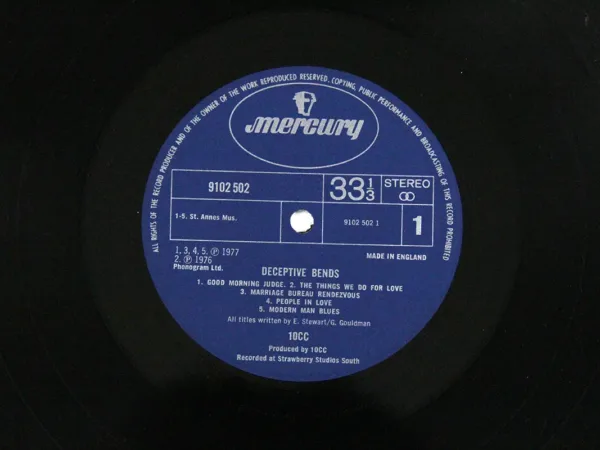 ALL RIGHTS OF THE RECORD PRODUCER AND OF THE OWNER OF THE WORK REPRODUCED RESERVED. COPYING, PUBLIC PERFORMANCE AND BROADCASTING OF THIS RECORD PROHIBITED
mercury
9102 502
33 1/3
STEREO
1-5. St. Annes Mus.
9102 502 1
1
1, 3, 4, 5. Ⓟ 1977
2. Ⓟ 1976
Phonogram Ltd.
MADE IN ENGLAND
DECEPTIVE BENDS
1. GOOD MORNING JUDGE. 2. THE THINGS WE DO FOR LOVE
3. MARRIAGE BUREAU RENDEZVOUS
4. PEOPLE IN LOVE
5. MODERN MAN BLUES
All titles written by E. Stewart/G. Gouldman
10CC
Produced by 10CC
Recorded at Strawberry Studios South